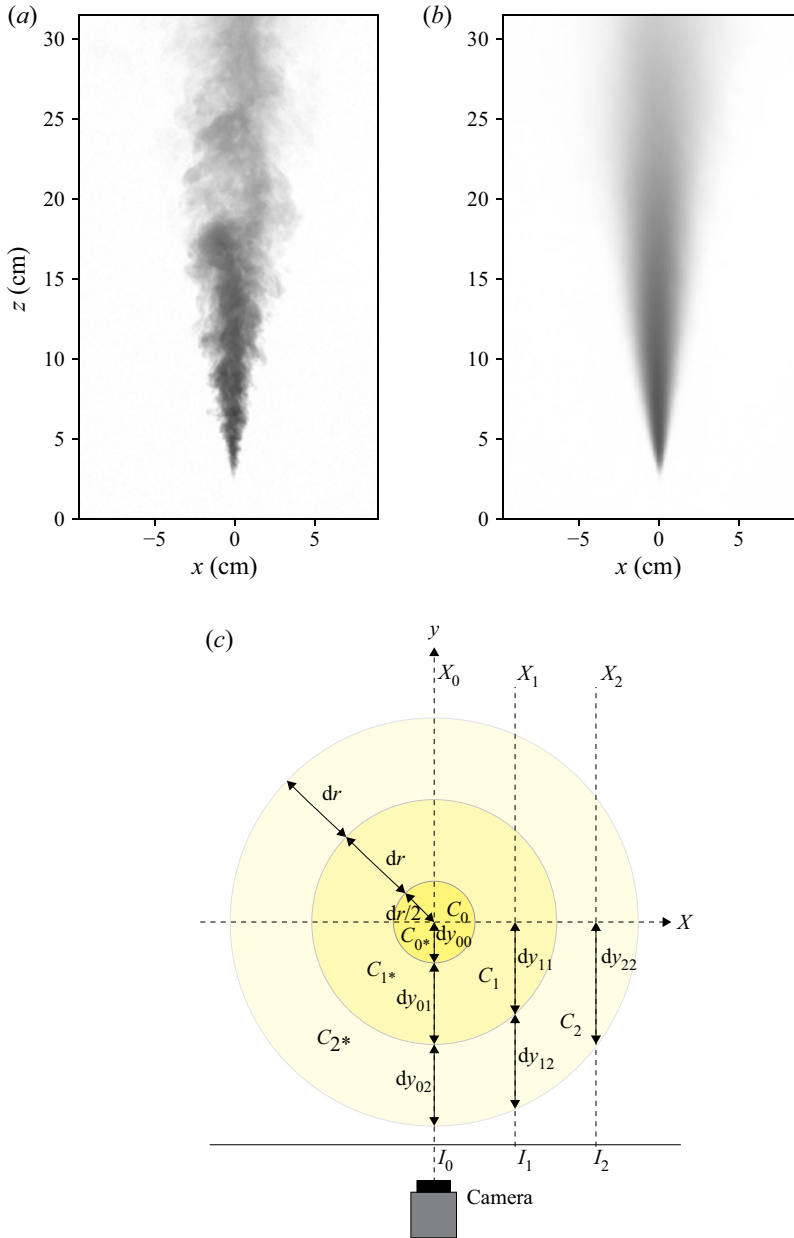 (a)
(b)
30
25
20
15
10
5
0
z (cm)
−5
0
5
x (cm)
30
25
20
15
10
5
0
−5
0
5
x (cm)
(c)
y
X0
X1
X2
dr
dr
dr/2
C0
X
C0*
dy00
dy11
dy22
C1*
C1
dy01
C2
C2*
dy12
dy02
I0
I1
I2
Camera